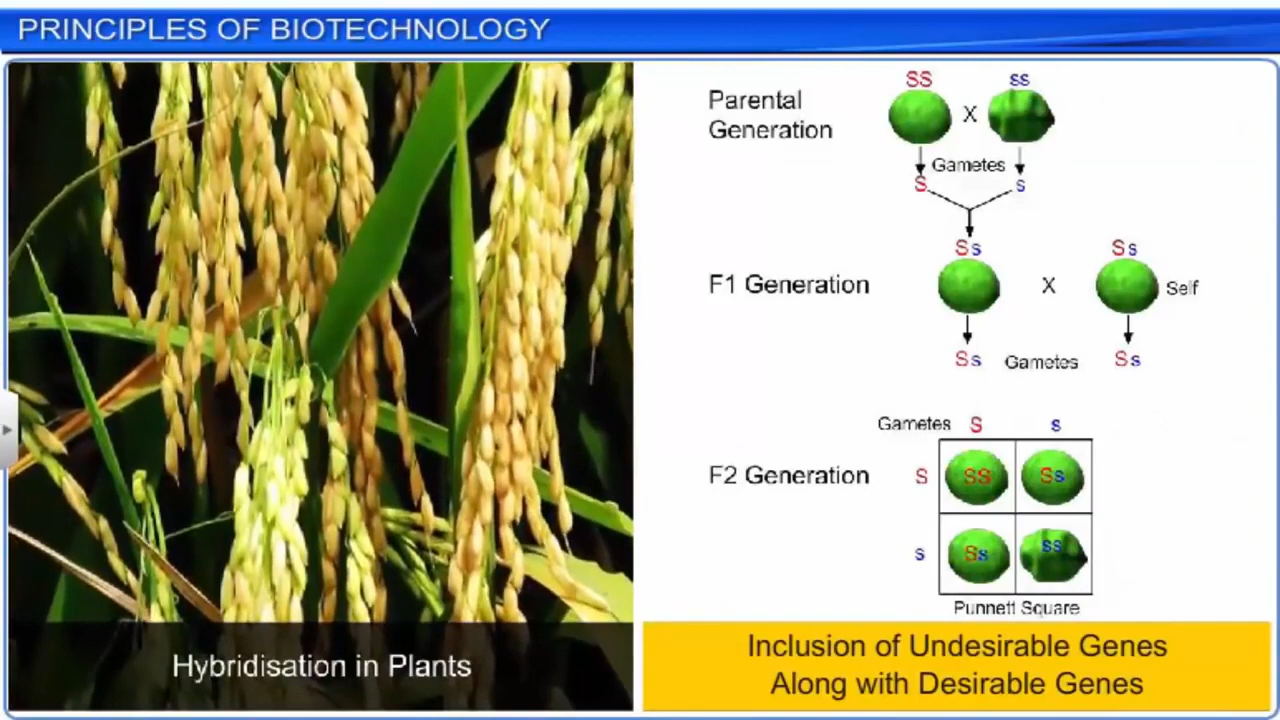 PRINCIPLES OF BIOTECHNOLOGY
Hybridisation in Plants
SS ss
Parental
Generation
X
Gametes
S s
Ss Ss
F1 Generation
X
Self
Ss Gametes Ss
Gametes S s
F2 Generation
S SS Ss
s Ss ss
Punnett Square
Inclusion of Undesirable Genes
Along with Desirable Genes